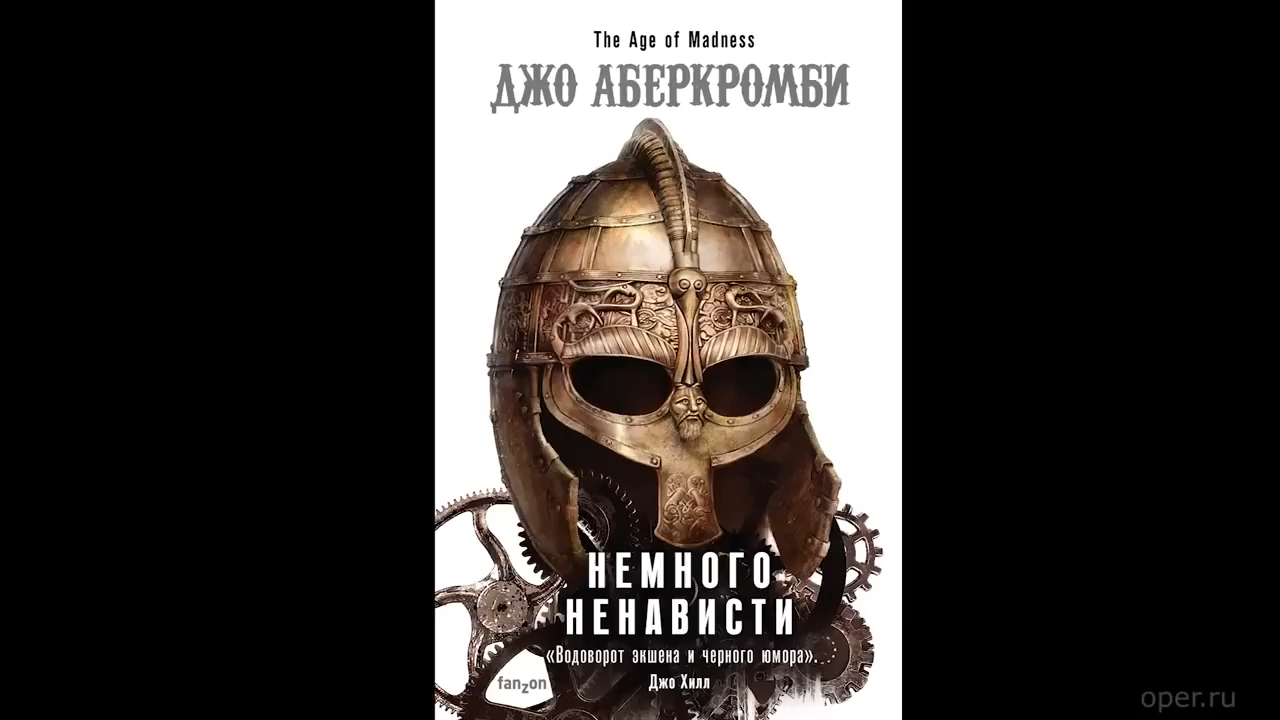 The Age of Madness
ДЖО АБЕРКРОМБИ
НЕМНОГО
НЕНАВИСТИ
«Водоворот экшена и черного юмора».
Джо Хилл
fanzon
oper.ru